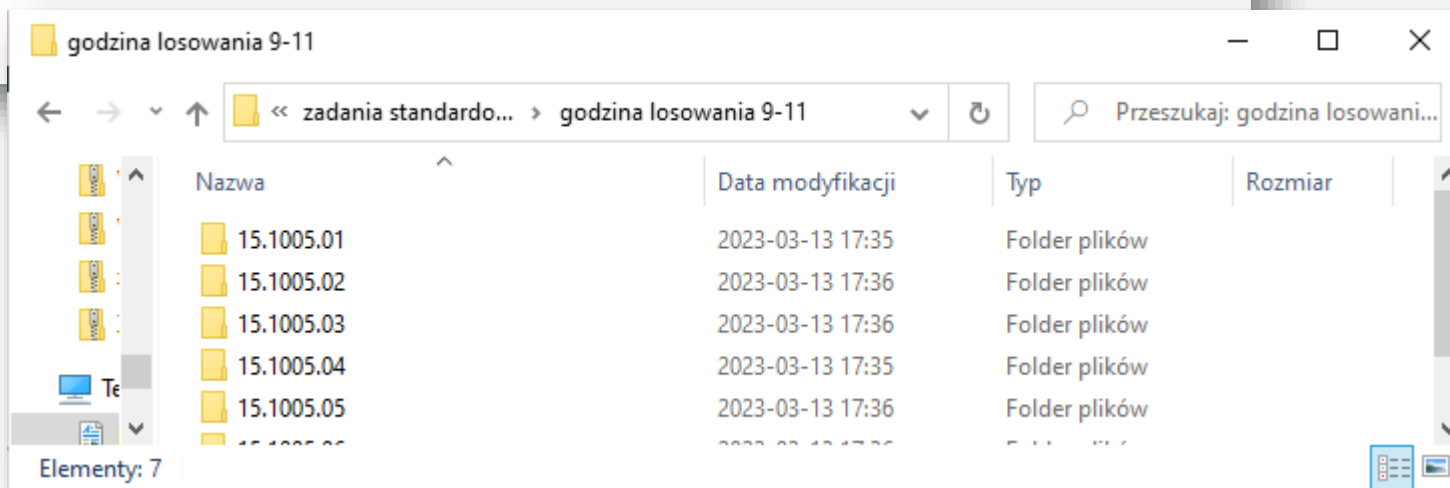 godzina losowania 9-11
« zadania standardo... › godzina losowania 9-11 Przeszukaj: godzina losowani...
Nazwa Data modyfikacji Typ Rozmiar
15.1005.01 2023-03-13 17:35 Folder plików
15.1005.02 2023-03-13 17:36 Folder plików
15.1005.03 2023-03-13 17:36 Folder plików
15.1005.04 2023-03-13 17:35 Folder plików
Te
15.1005.05 2023-03-13 17:36 Folder plików
Elementy: 7